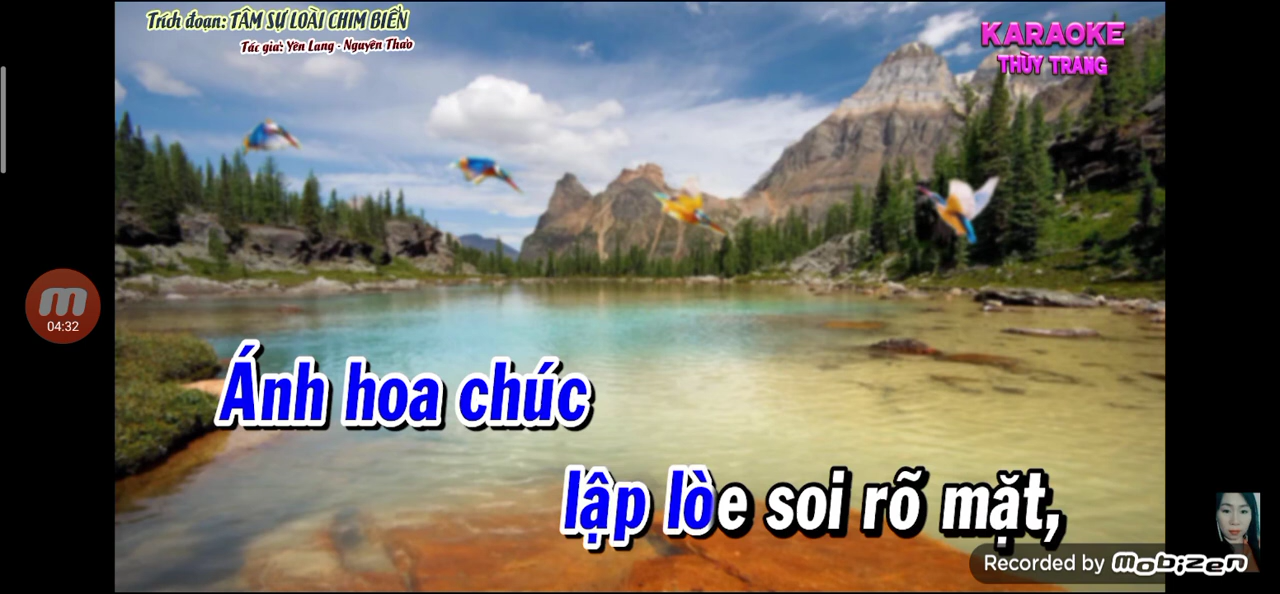 Trích đoạn: TÂM SỰ LOÀI CHIM BIỂN
Tác giả: Yên Lang - Nguyên Thảo
KARAOKE
THÙY TRANG
04:32
Ánh hoa chúc
lập lòe soi rõ mặt,
Recorded by Mobizen